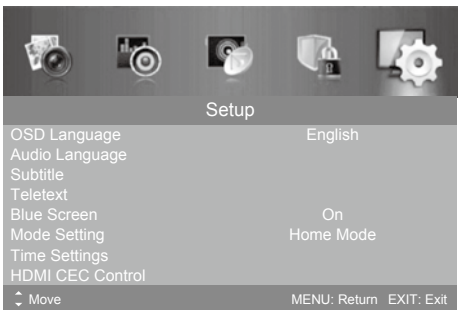 Setup
OSD Language English
Audio Language
Subtitle
Teletext
Blue Screen On
Mode Setting Home Mode
Time Settings
HDMI CEC Control
Move MENU: Return EXIT: Exit